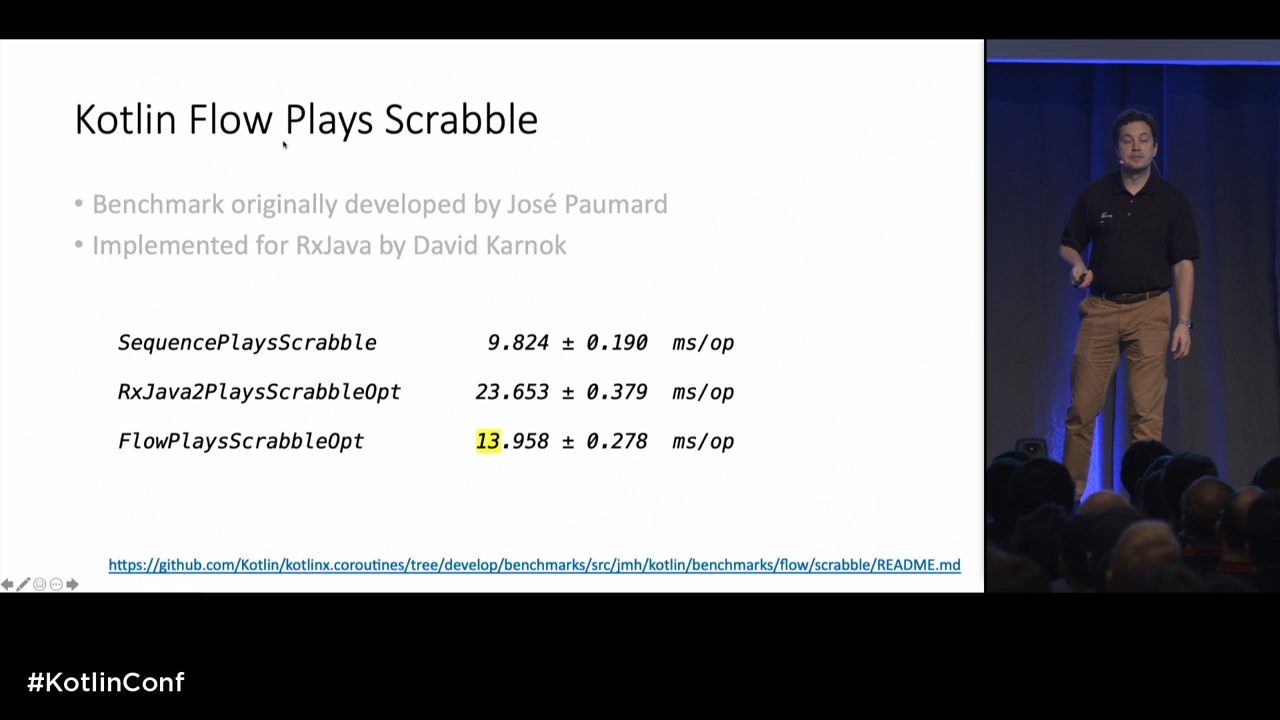 Kotlin Flow Plays Scrabble
• Benchmark originally developed by José Paumard
• Implemented for RxJava by David Karnok
SequencePlaysScrabble 9.824 ± 0.190 ms/op
RxJava2PlaysScrabbleOpt 23.653 ± 0.379 ms/op
FlowPlaysScrabbleOpt 13.958 ± 0.278 ms/op
https://github.com/Kotlin/kotlinx.coroutines/tree/develop/benchmarks/src/jmh/kotlin/benchmarks/flow/scrabble/README.md
#KotlinConf